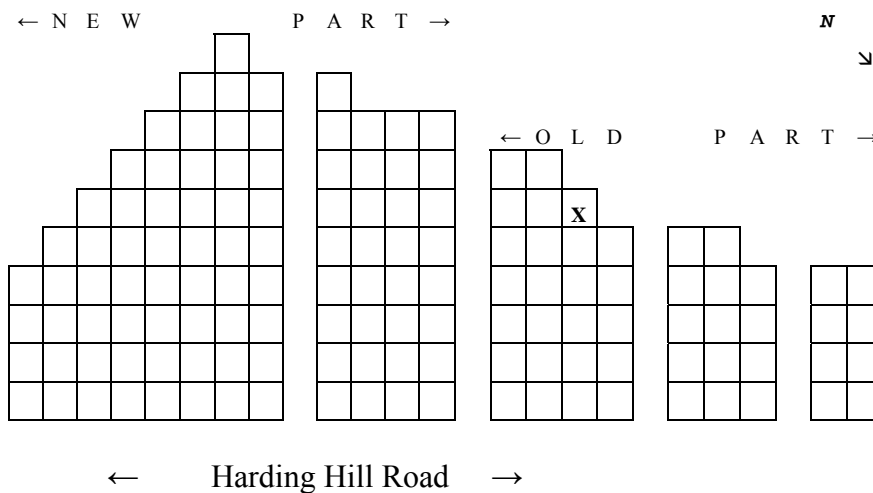 ← N E W P A R T → N
↘
← O L D P A R T →
X
← Harding Hill Road →